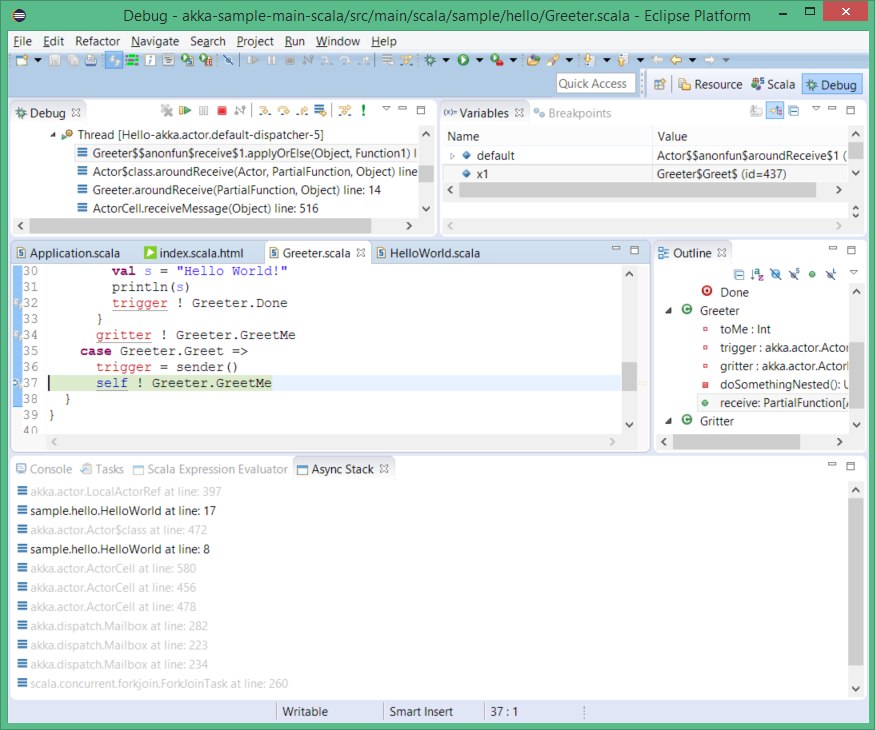 Debug - akka-sample-main-scala/src/main/scala/sample/hello/Greeter.scala - Eclipse Platform
File Edit Refactor Navigate Search Project Run Window Help
Quick Access Resource Scala Debug
Debug
Thread [Hello-akka.actor.default-dispatcher-5]
Greeter$$anonfun$receive$1.applyOrElse(Object, Function1) l
Actor$class.aroundReceive(Actor, PartialFunction, Object) line
Greeter.aroundReceive(PartialFunction, Object) line: 14
ActorCell.receiveMessage(Object) line: 516
(x)= Variables Breakpoints
Name Value
default Actor$$anonfun$aroundReceive$1 (
x1 Greeter$Greet$ (id=437)
Application.scala index.scala.html Greeter.scala HelloWorld.scala
30 val s = "Hello World!"
31 println(s)
32 trigger ! Greeter.Done
33 }
34 gritter ! Greeter.GreetMe
35 case Greeter.Greet =>
36 trigger = sender()
37 self ! Greeter.GreetMe
38 }
39 }
40
Outline
Done
Greeter
toMe : Int
trigger : akka.actor.Actor
gritter : akka.actor.Actor
doSomethingNested(): U
receive: PartialFunction[A
Gritter
Console Tasks Scala Expression Evaluator Async Stack
akka.actor.LocalActorRef at line: 397
sample.hello.HelloWorld at line: 17
akka.actor.Actor$class at line: 472
sample.hello.HelloWorld at line: 8
akka.actor.ActorCell at line: 580
akka.actor.ActorCell at line: 456
akka.actor.ActorCell at line: 478
akka.dispatch.Mailbox at line: 282
akka.dispatch.Mailbox at line: 223
akka.dispatch.Mailbox at line: 234
scala.concurrent.forkjoin.ForkJoinTask at line: 260
Writable Smart Insert 37 : 1